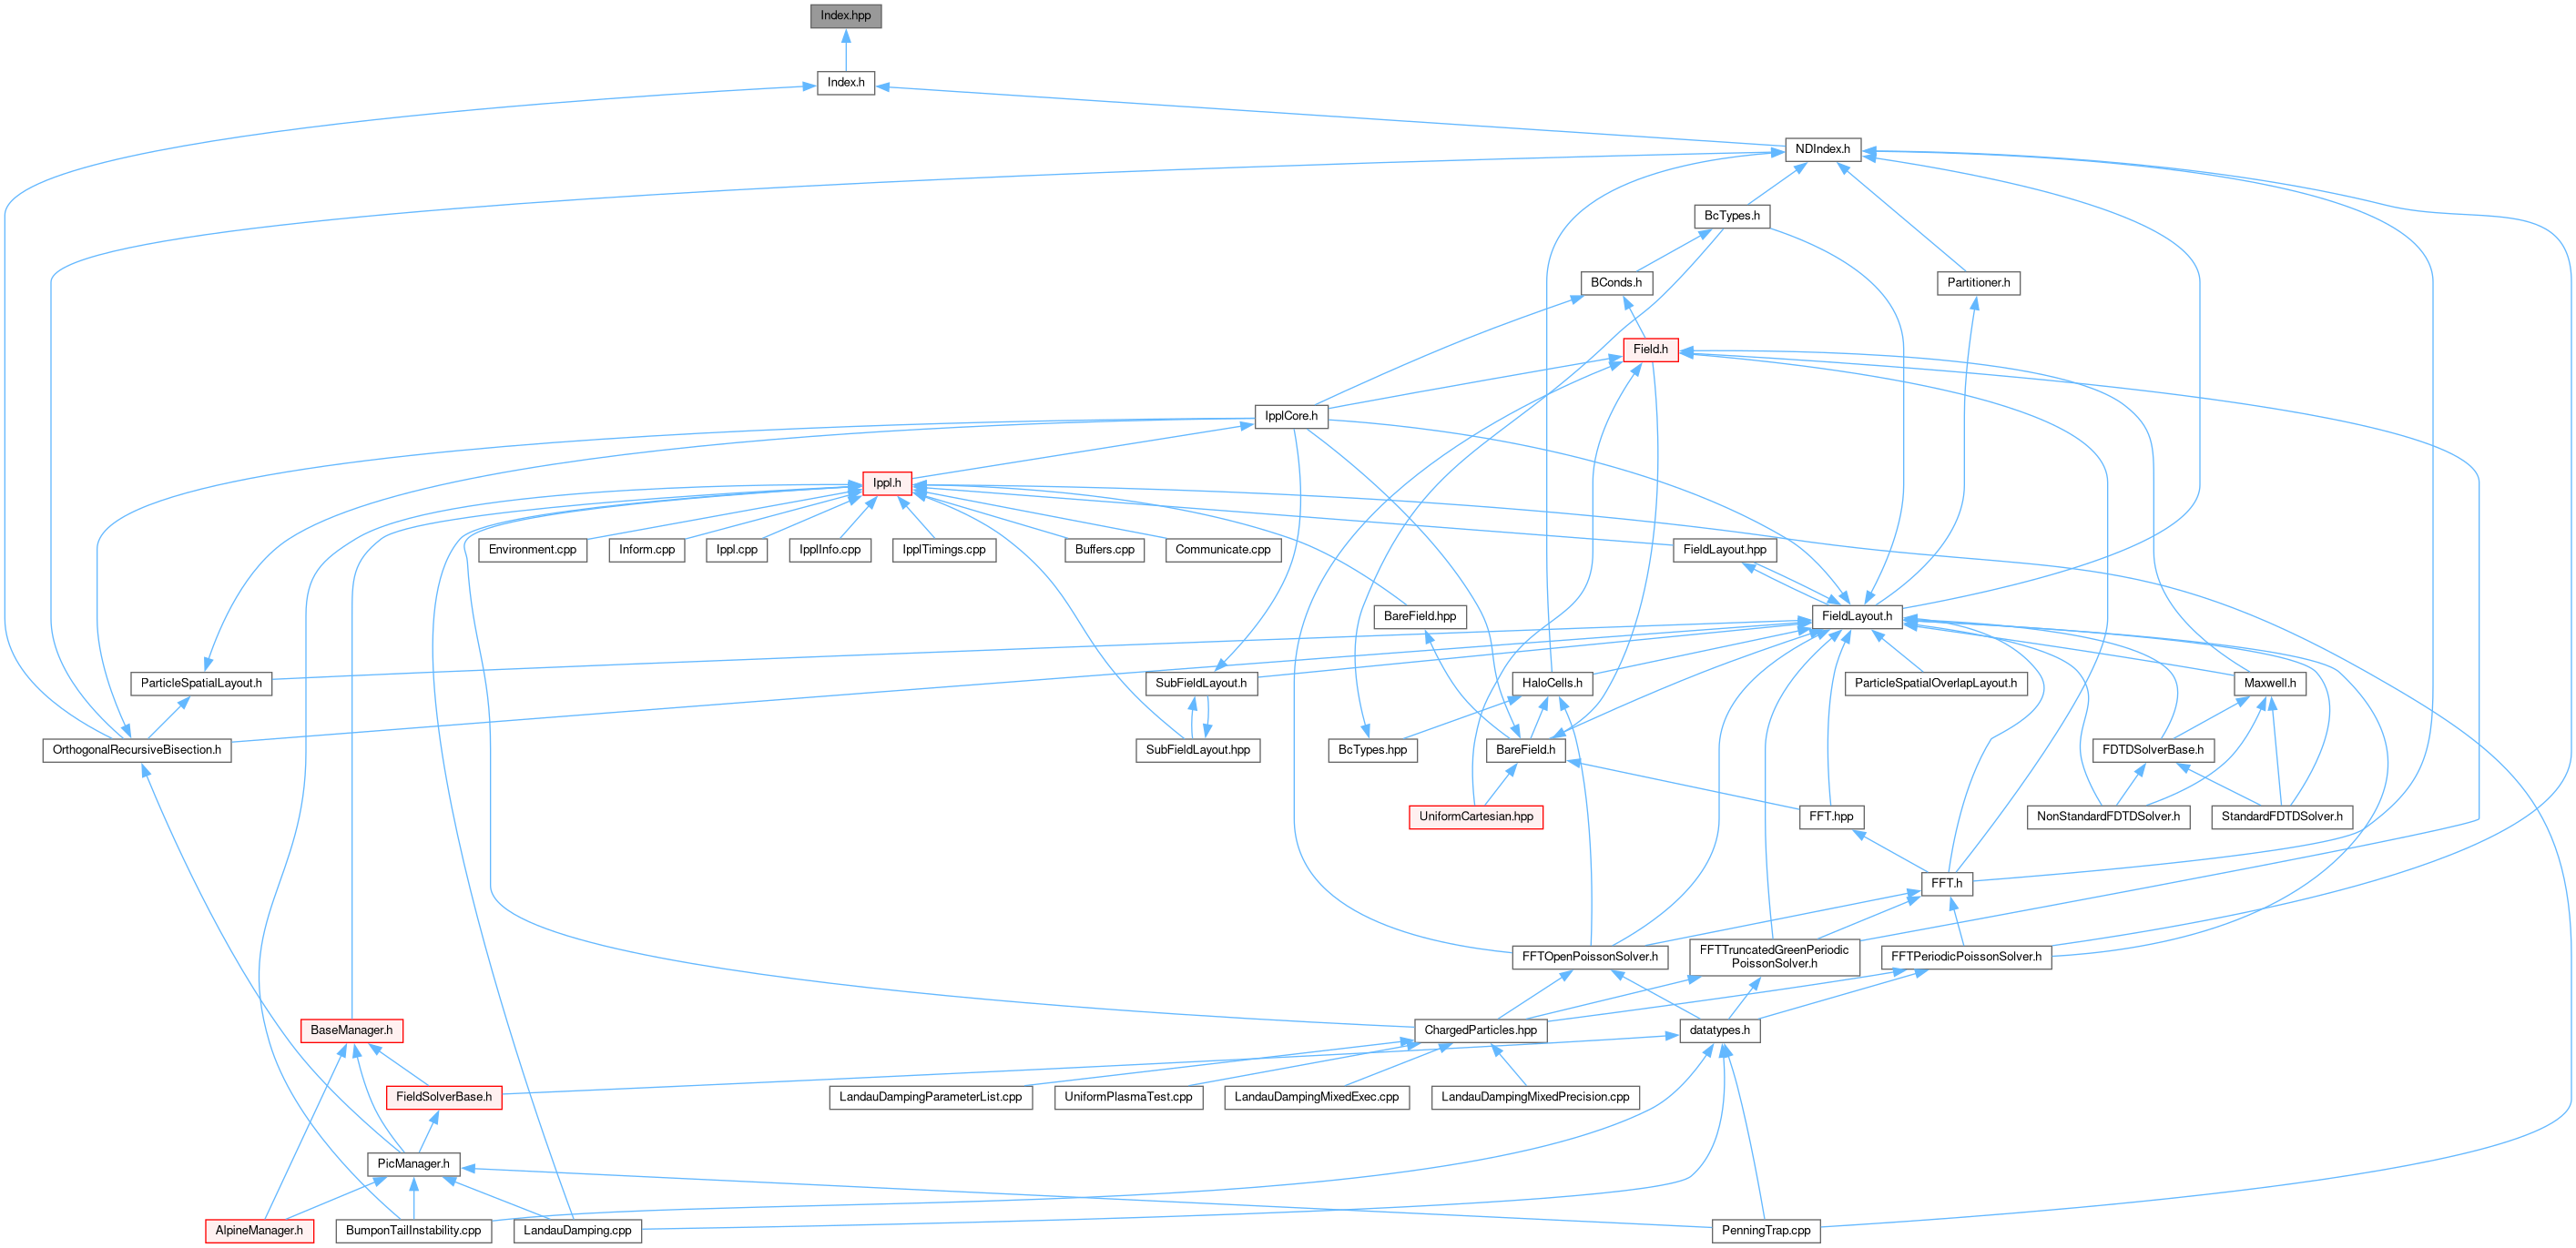 Index.hpp
Index.h
NDIndex.h
BcTypes.h
BConds.h
Partitioner.h
Field.h
IpplCore.h
Ippl.h
Environment.cpp
Inform.cpp
Ippl.cpp
IpplInfo.cpp
IpplTimings.cpp
Buffers.cpp
Communicate.cpp
FieldLayout.hpp
BareField.hpp
FieldLayout.h
ParticleSpatialLayout.h
SubFieldLayout.h
HaloCells.h
ParticleSpatialOverlapLayout.h
Maxwell.h
OrthogonalRecursiveBisection.h
SubFieldLayout.hpp
BcTypes.hpp
BareField.h
FDTDSolverBase.h
UniformCartesian.hpp
FFT.hpp
NonStandardFDTDSolver.h
StandardFDTDSolver.h
FFT.h
FFTOpenPoissonSolver.h
FFTTruncatedGreenPeriodic
PoissonSolver.h
FFTPeriodicPoissonSolver.h
BaseManager.h
ChargedParticles.hpp
datatypes.h
FieldSolverBase.h
LandauDampingParameterList.cpp
UniformPlasmaTest.cpp
LandauDampingMixedExec.cpp
LandauDampingMixedPrecision.cpp
PicManager.h
AlpineManager.h
BumponTailInstability.cpp
LandauDamping.cpp
PenningTrap.cpp